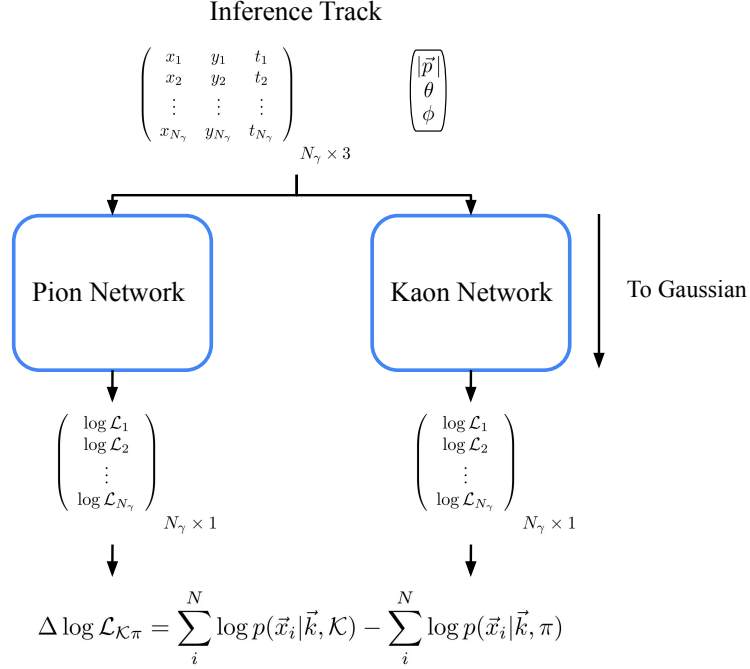 Inference Track
x_1 y_1 t_1
x_2 y_2 t_2
⋮ ⋮ ⋮
x_{N_γ} y_{N_γ} t_{N_γ}
N_γ × 3
|p⃗|
θ
ϕ
Pion Network
Kaon Network
To Gaussian
log ℒ_1
log ℒ_2
⋮
log ℒ_{N_γ}
N_γ × 1
log ℒ_1
log ℒ_2
⋮
log ℒ_{N_γ}
N_γ × 1
Δ log ℒ_{𝒦π} = ∑_i^N log p(x⃗_i|k⃗, 𝒦) − ∑_i^N log p(x⃗_i|k⃗, π)